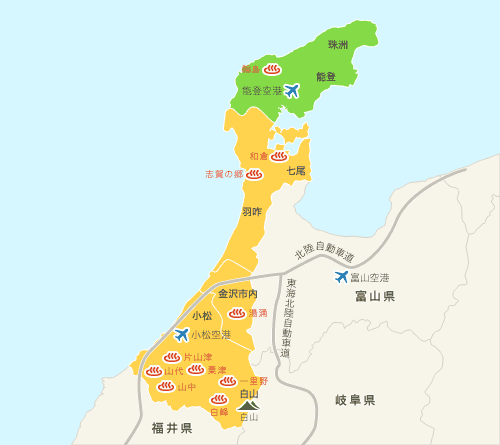 珠洲
輪島
能登
能登空港
和倉
志賀の郷
七尾
羽咋
北陸自動車道
富山空港
金沢市内
東海北陸自動車道
富山県
湯涌
小松
小松空港
片山津
山代
粟津
山中
一里野
白山
白峰
白山
岐阜県
福井県